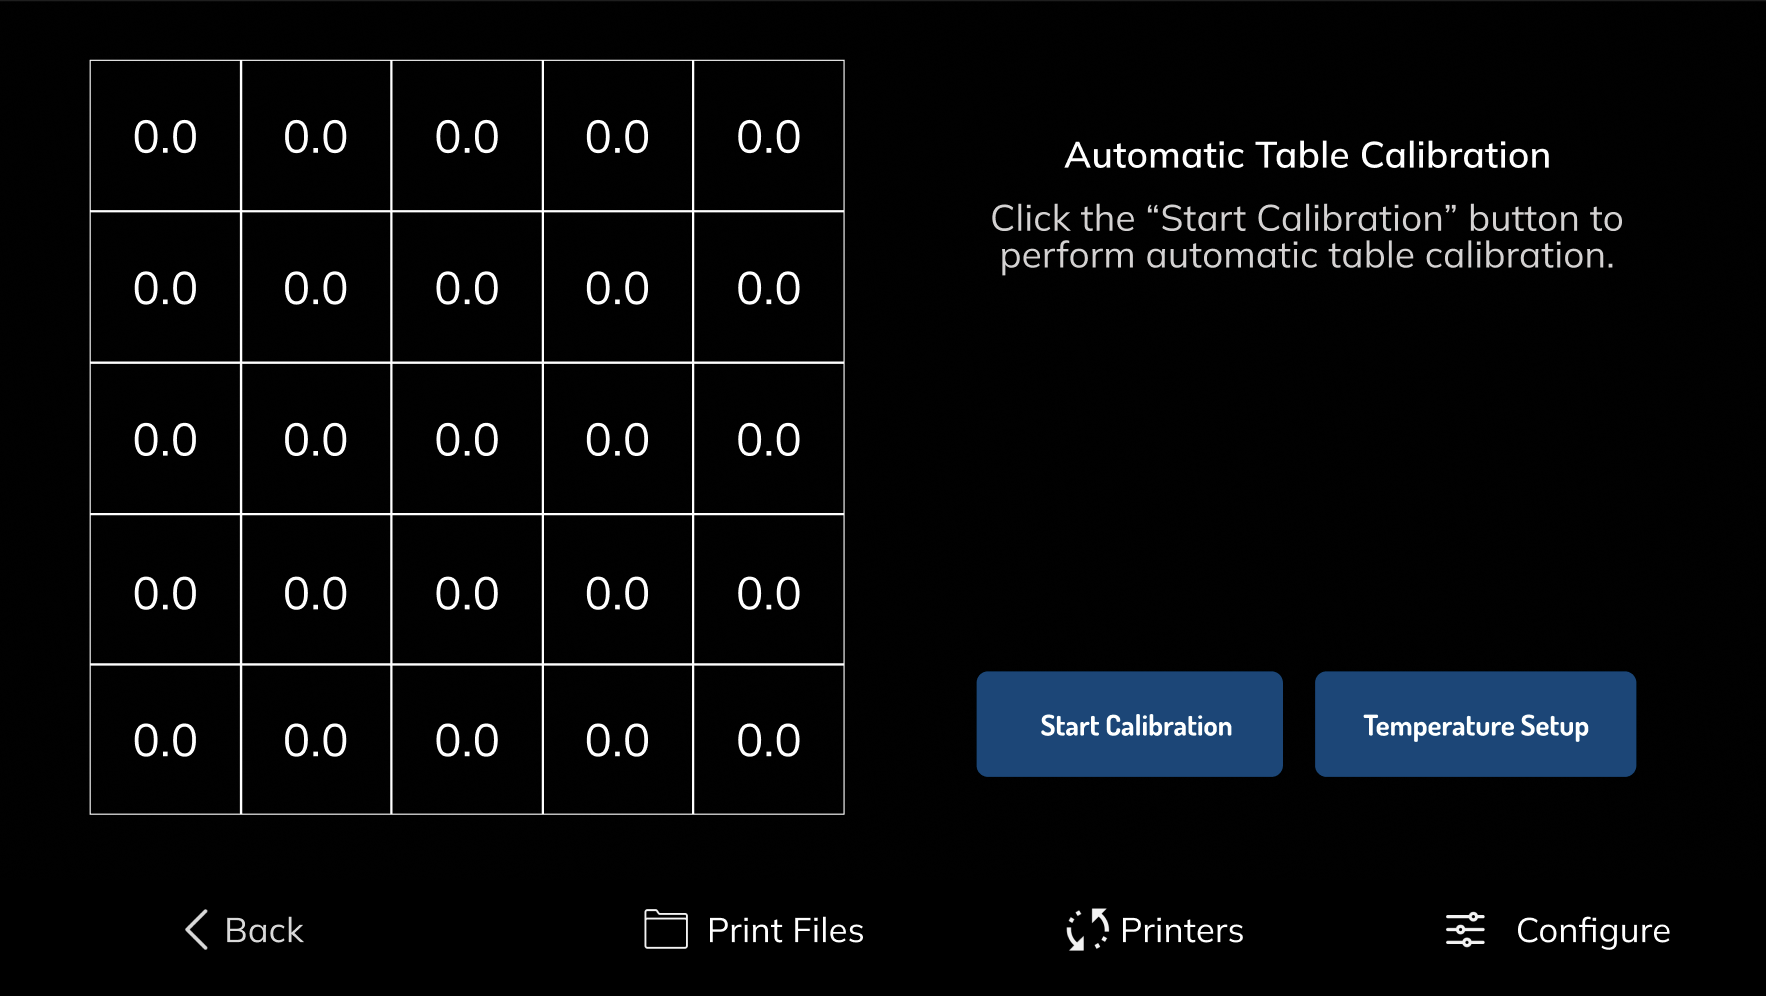 0.0 0.0 0.0 0.0 0.0
0.0 0.0 0.0 0.0 0.0
0.0 0.0 0.0 0.0 0.0
0.0 0.0 0.0 0.0 0.0
0.0 0.0 0.0 0.0 0.0
Automatic Table Calibration
Click the “Start Calibration” button to
perform automatic table calibration.
Start Calibration
Temperature Setup
Back
Print Files
Printers
Configure